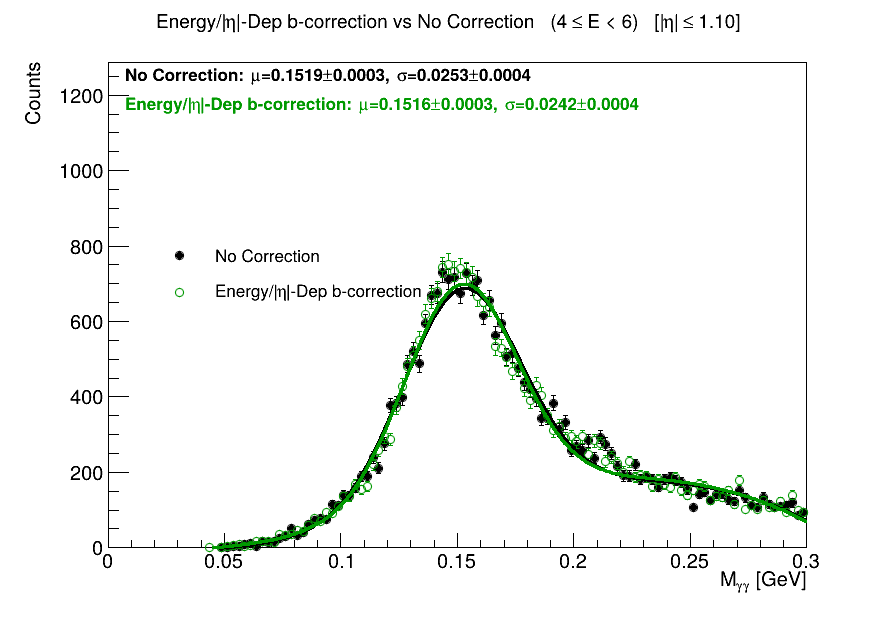 Energy/|η|-Dep b-correction vs No Correction (4 ≤ E < 6) [|η| ≤ 1.10]
Counts
No Correction: μ=0.1519±0.0003, σ=0.0253±0.0004
Energy/|η|-Dep b-correction: μ=0.1516±0.0003, σ=0.0242±0.0004
1200
1000
800
600
400
200
0
No Correction
Energy/|η|-Dep b-correction
0 0.05 0.1 0.15 0.2 0.25 0.3
Mγγ [GeV]